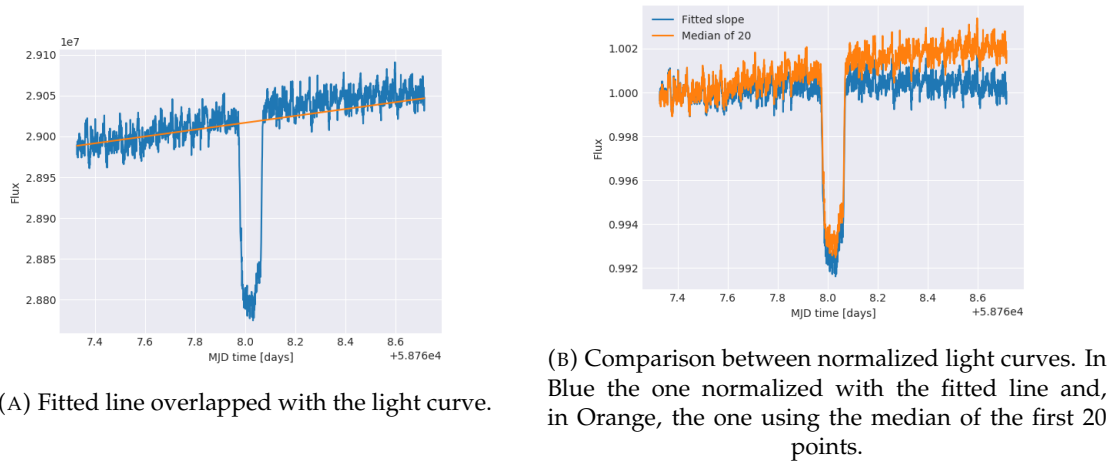 1e7
2.910
2.905
2.900
2.895
2.890
2.885
2.880
Flux
7.4 7.6 7.8 8.0 8.2 8.4 8.6
+5.876e4
MJD time [days]
(A) Fitted line overlapped with the light curve.
Fitted slope
Median of 20
1.002
1.000
0.998
0.996
0.994
0.992
Flux
7.4 7.6 7.8 8.0 8.2 8.4 8.6
+5.876e4
MJD time [days]
(B) Comparison between normalized light curves. In
Blue the one normalized with the fitted line and,
in Orange, the one using the median of the first 20
points.